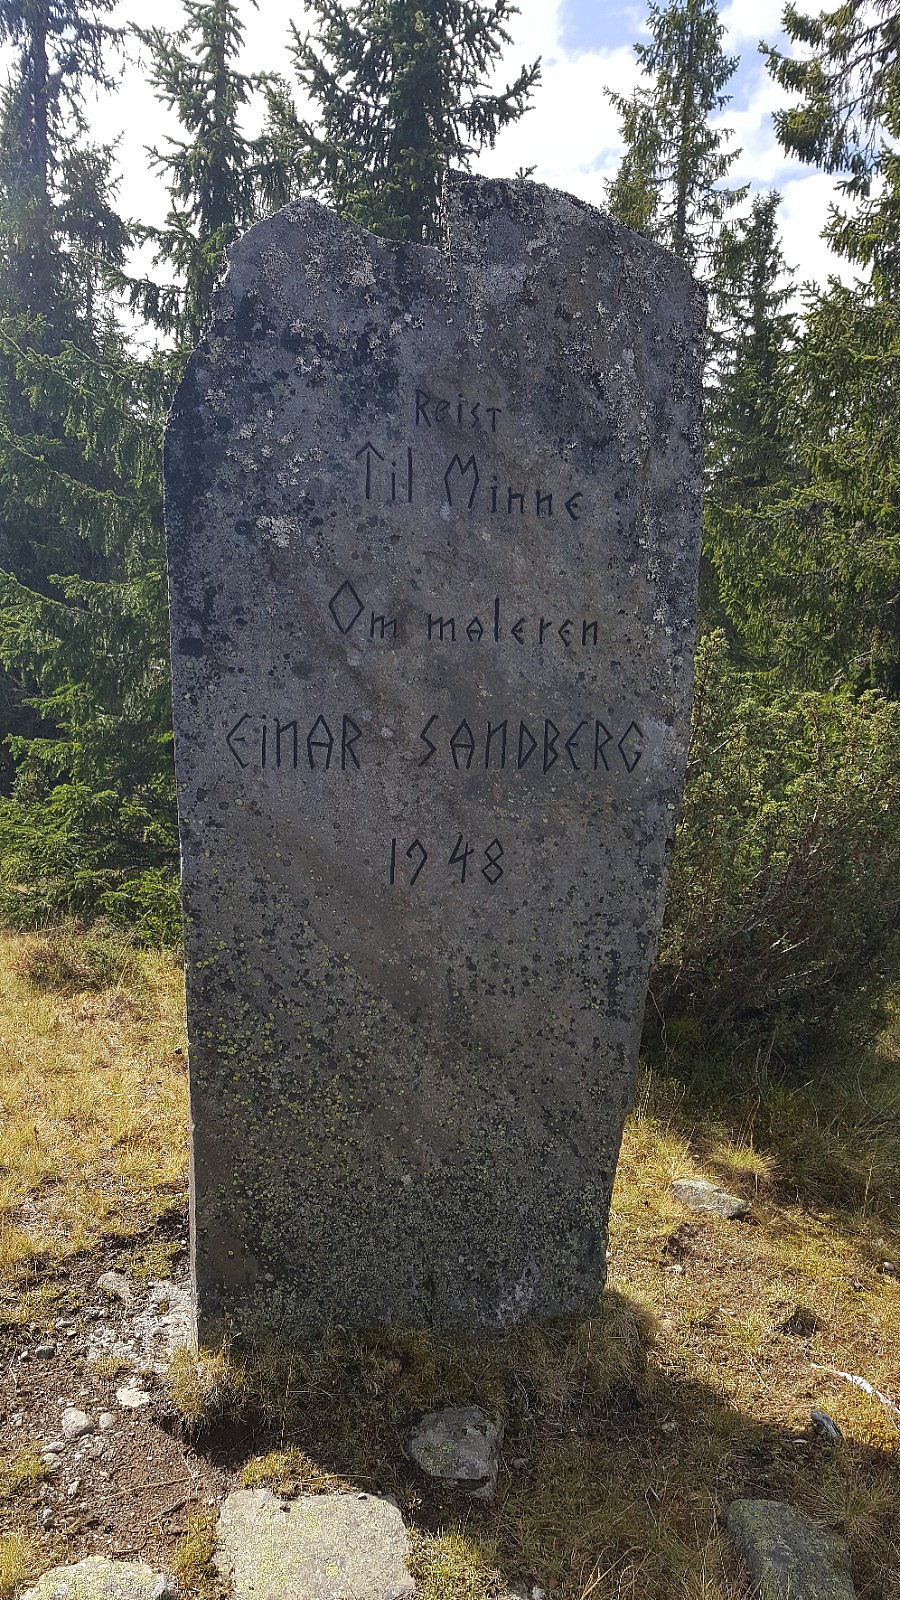 Reist
Til Minne
Om maleren
EiNAR SANDBERG
1948